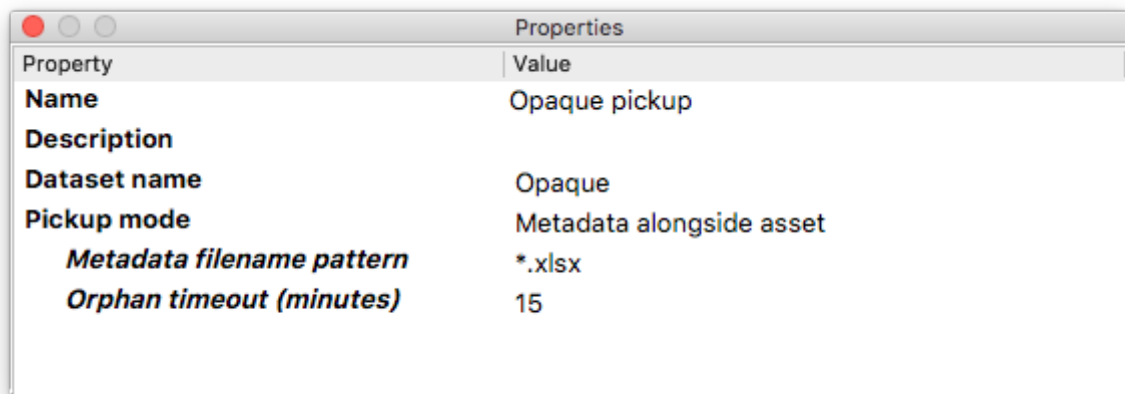 Properties
Property Value
Name Opaque pickup
Description
Dataset name Opaque
Pickup mode Metadata alongside asset
Metadata filename pattern *.xlsx
Orphan timeout (minutes) 15